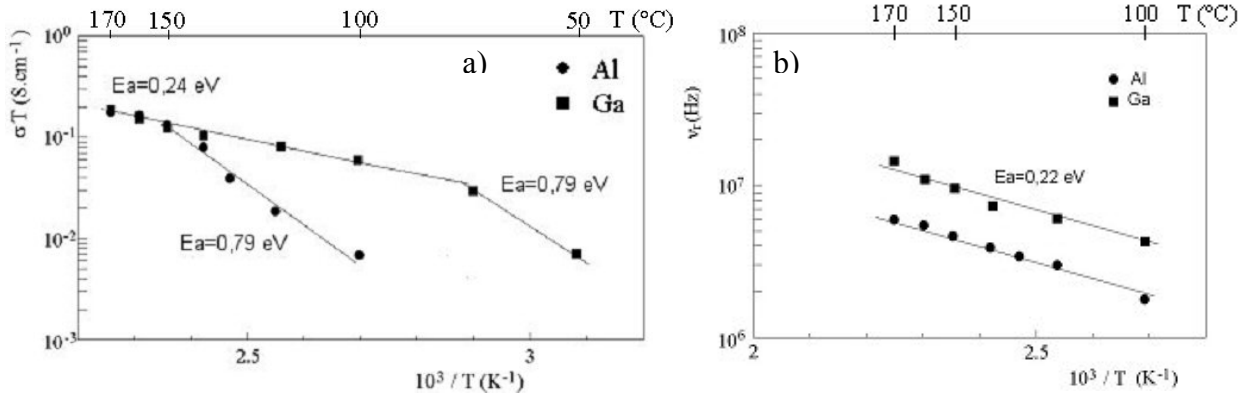 170 150 100 50 T (°C)
10⁰
10⁻¹
10⁻²
10⁻³
σ T (S.cm⁻¹)
a)
Al
Ga
Ea=0,24 eV
Ea=0,79 eV
Ea=0,79 eV
2.5 3
10³ / T (K⁻¹)
170 150 100 T (°C)
10⁸
10⁷
10⁶
νᵣ(Hz)
b)
Al
Ga
Ea=0,22 eV
2 2.5
10³ / T (K⁻¹)